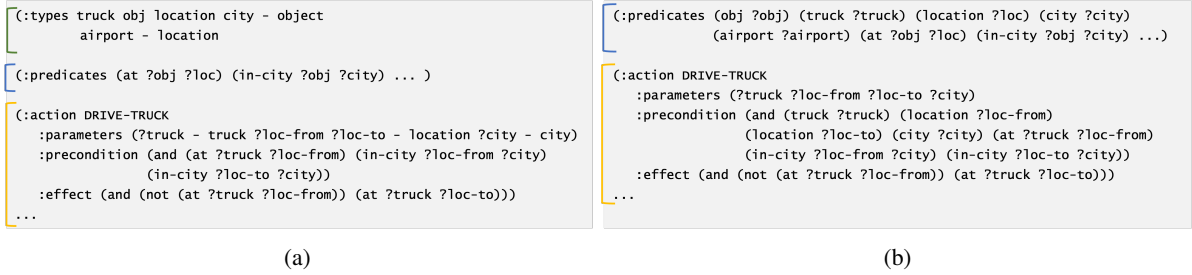 (:types truck obj location city - object
airport - location
(:predicates (at ?obj ?loc) (in-city ?obj ?city) ... )
(:action DRIVE-TRUCK
:parameters (?truck - truck ?loc-from ?loc-to - location ?city - city)
:precondition (and (at ?truck ?loc-from) (in-city ?loc-from ?city)
(in-city ?loc-to ?city))
:effect (and (not (at ?truck ?loc-from)) (at ?truck ?loc-to)))
...
(a)
(:predicates (obj ?obj) (truck ?truck) (location ?loc) (city ?city)
(airport ?airport) (at ?obj ?loc) (in-city ?obj ?city) ...)
(:action DRIVE-TRUCK
:parameters (?truck ?loc-from ?loc-to ?city)
:precondition (and (truck ?truck) (location ?loc-from)
(location ?loc-to) (city ?city) (at ?truck ?loc-from)
(in-city ?loc-from ?city) (in-city ?loc-to ?city))
:effect (and (not (at ?truck ?loc-from)) (at ?truck ?loc-to)))
...
(b)